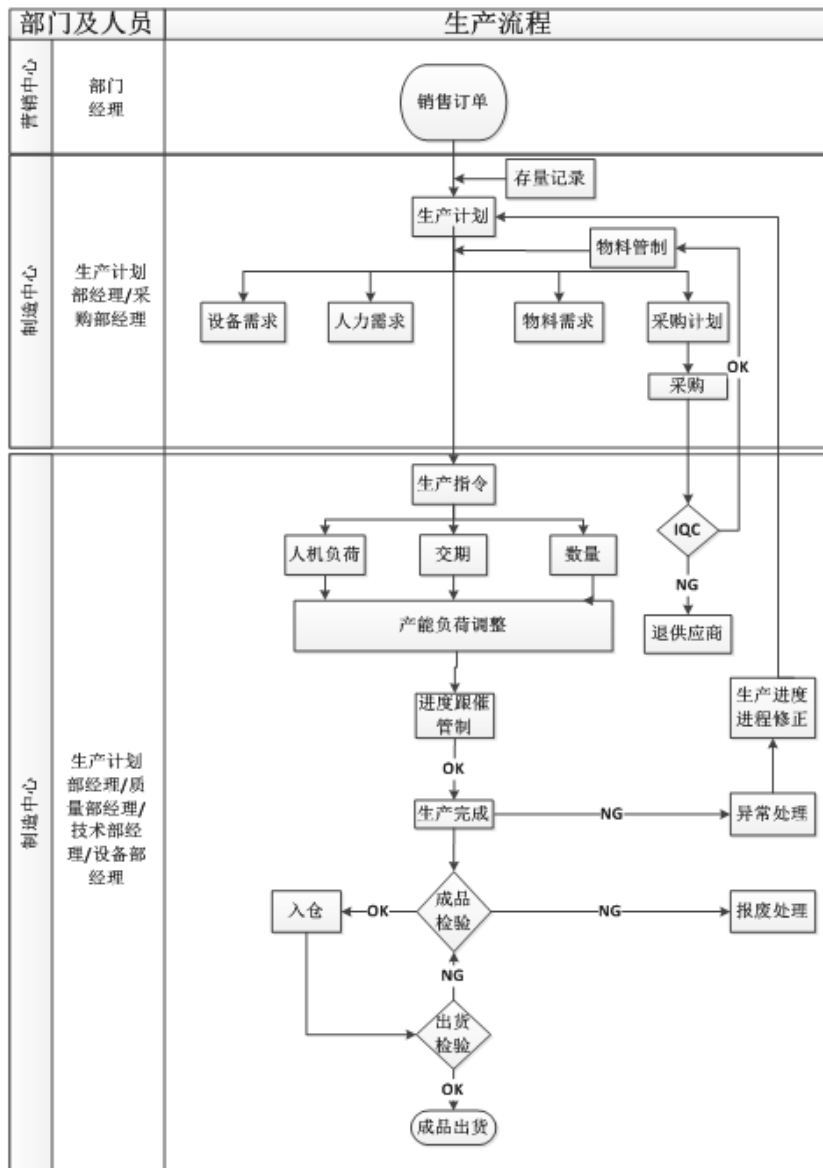 部门及人员
生产流程
营销中心
部门
经理
销售订单
制造中心
生产计划
部经理/采
购部经理
存量记录
生产计划
物料管制
设备需求
人力需求
物料需求
采购计划
OK
采购
制造中心
生产计划
部经理/质
量部经理/
技术部经
理/设备部
经理
生产指令
IQC
人机负荷
交期
数量
NG
产能负荷调整
退供应商
进度跟催
管制
生产进度
进程修正
OK
生产完成
NG
异常处理
入仓
OK
成品
检验
NG
报废处理
NG
出货
检验
OK
成品出货